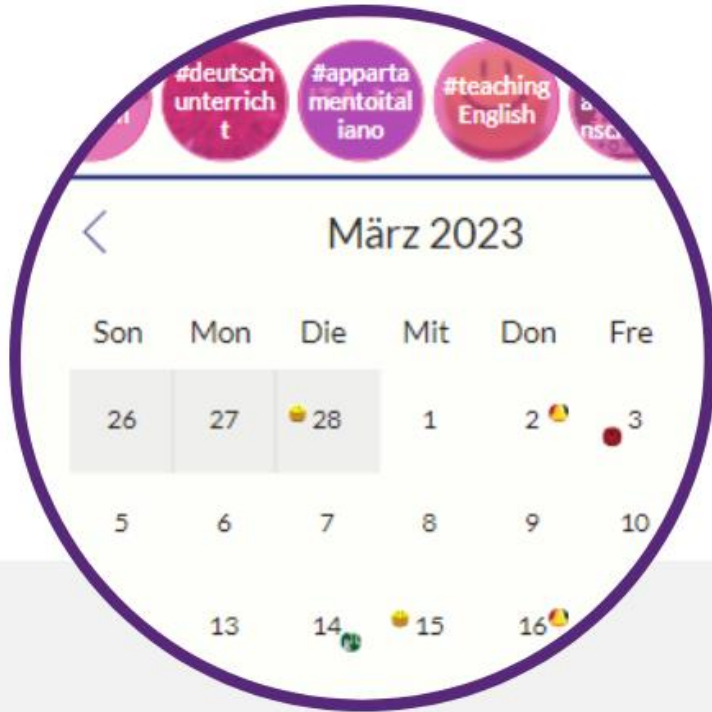 #deutsch
unterrich
t
#apparta
mentoital
iano
#teaching
English
März 2023
Son Mon Die Mit Don Fre
26 27 28 1 2 3
5 6 7 8 9 10
13 14 15 16